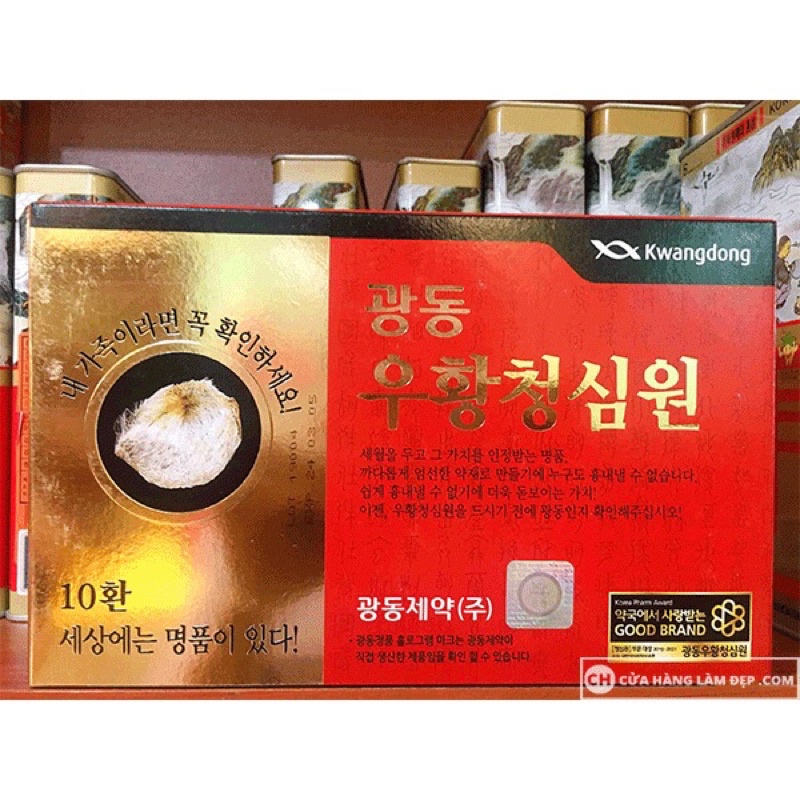 Kwangdong
내 가족이라면 꼭 확인하세요!
광동
우황청심원
세월을 두고 그 가치를 인정받는 명품,
까다롭게 엄선한 약재로 만들기에 누구도 흉내낼 수 없습니다.
쉽게 흉내낼 수 없기에 더욱 돋보이는 가치!
이젠, 우황청심원을 드시기 전에 광동인지 확인해주십시오!
10환
세상에는 명품이 있다!
광동제약(주)
· 광동정품 홀로그램 마크는 광동제약이
직접 생산한 제품임을 확인 할 수 있습니다.
Korea Pharm Award
약국에서 사랑받는
GOOD BRAND
광동우황청심원
CH CỬA HÀNG LÀM ĐẸP .COM